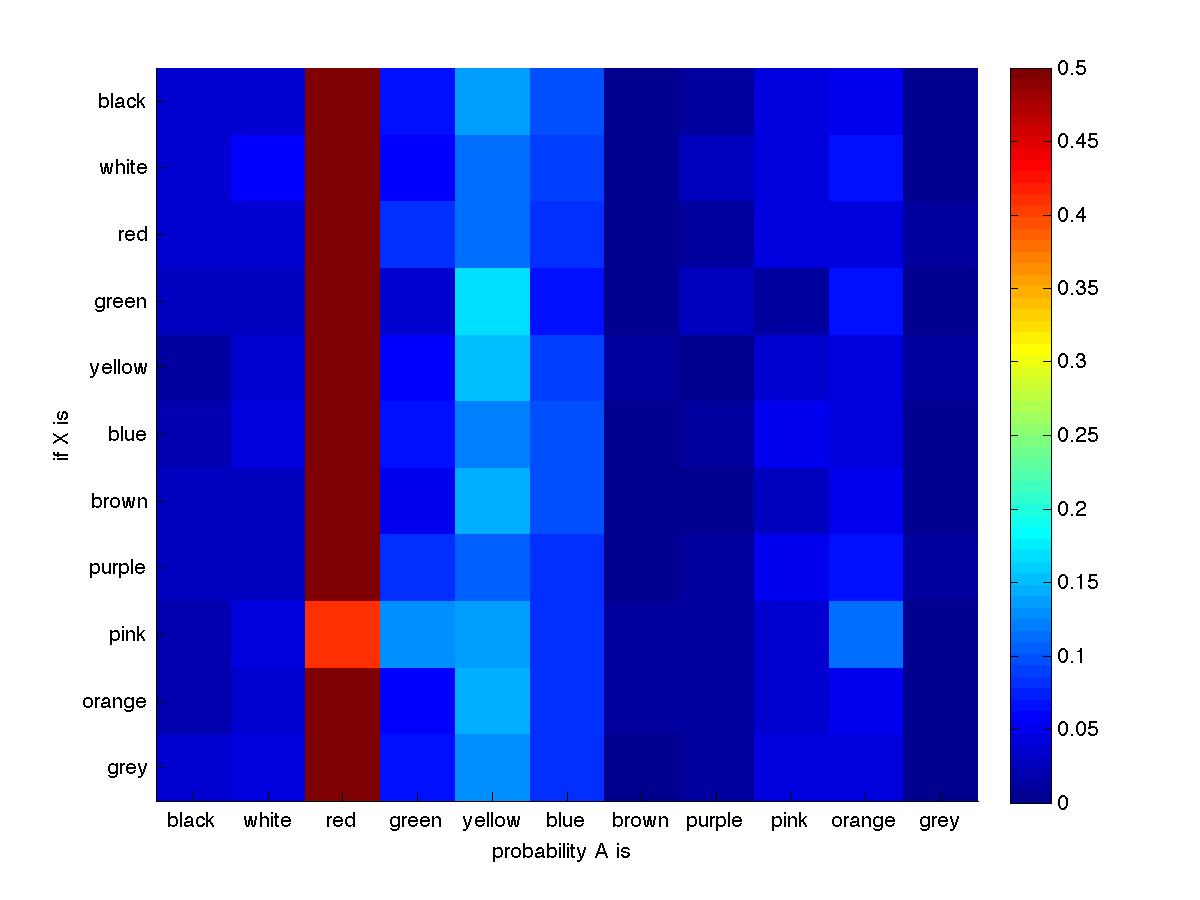 black
white
red
green
yellow
blue
brown
purple
pink
orange
grey
if X is
black white red green yellow blue brown purple pink orange grey
probability A is
0.5
0.45
0.4
0.35
0.3
0.25
0.2
0.15
0.1
0.05
0